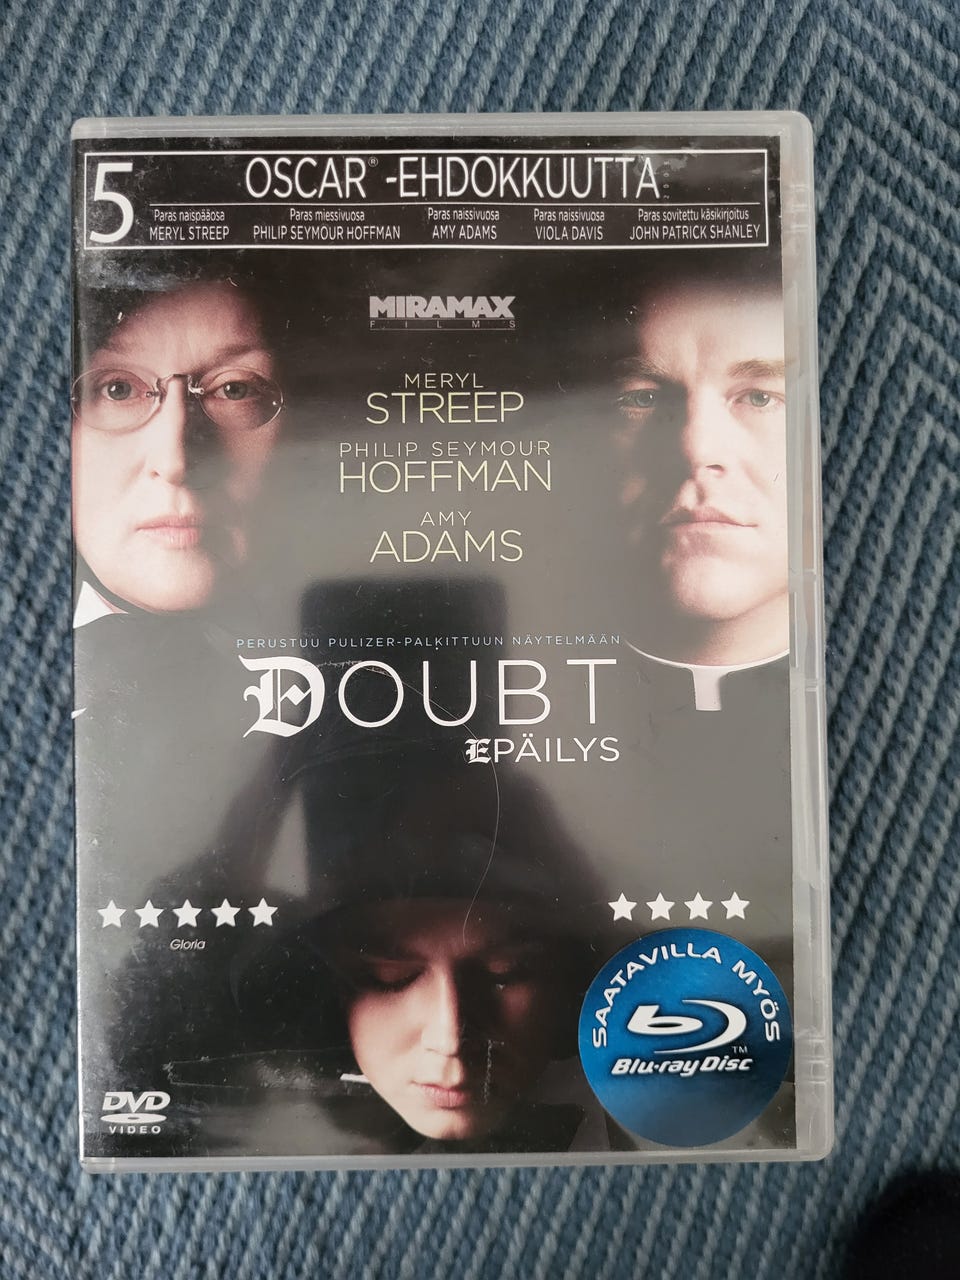 5 OSCAR® -EHDOKKUUTTA
Paras naispääosa
MERYL STREEP
Paras miessivuosa
PHILIP SEYMOUR HOFFMAN
Paras naissivuosa
AMY ADAMS
Paras naissivuosa
VIOLA DAVIS
Paras sovitettu käsikirjoitus
JOHN PATRICK SHANLEY
MIRAMAX
FILMS
MERYL
STREEP
PHILIP SEYMOUR
HOFFMAN
AMY
ADAMS
PERUSTUU PULIZER-PALKITTUUN NÄYTELMÄÄN
DOUBT
EPÄILYS
Gloria
SAATAVILLA MYÖS
Blu-ray Disc™
DVD
VIDEO